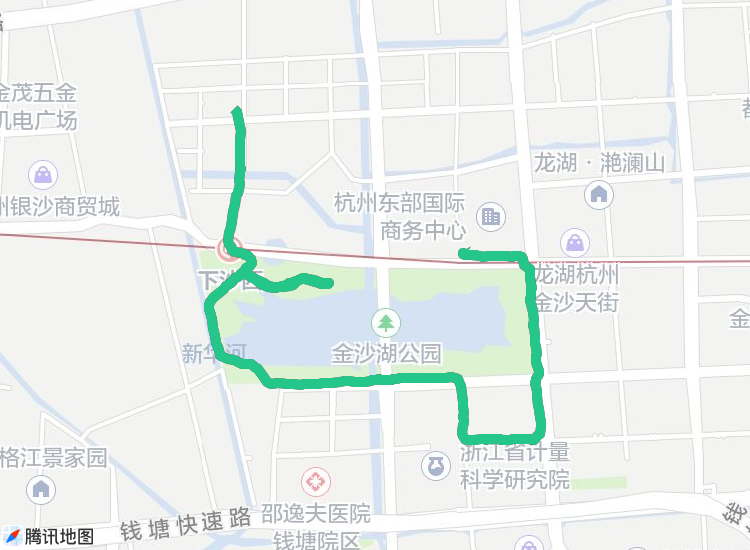 金茂五金
机电广场
州银沙商贸城
龙湖·滟澜山
杭州东部国际
商务中心
下沙区
龙湖杭州
金沙天街
新华河
金沙湖公园
金
格江景家园
浙江省计量
科学研究院
邵逸夫医院
钱塘院区
钱塘快速路
钱
腾讯地图